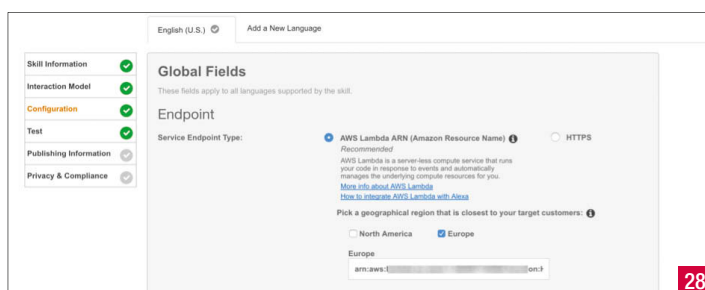 English (U.S.)
Add a New Language
Skill Information
Interaction Model
Configuration
Test
Publishing Information
Privacy & Compliance
Global Fields
These fields apply to all languages supported by the skill.
Endpoint
Service Endpoint Type:
AWS Lambda ARN (Amazon Resource Name)
HTTPS
Recommended
AWS Lambda is a server-less compute service that runs
your code in response to events and automatically
manages the underlying compute resources for you.
More info about AWS Lambda
How to integrate AWS Lambda with Alexa
Pick a geographical region that is closest to your target customers:
North America
Europe
Europe
arn:aws:
28